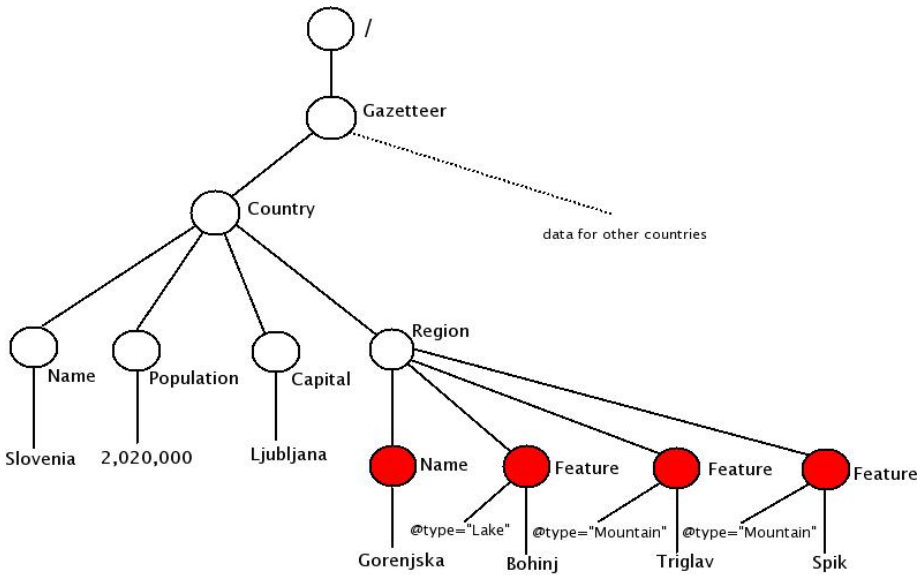 /
Gazetteer
Country
data for other countries
Region
Name
Population
Capital
Slovenia
2,020,000
Ljubljana
Name
Feature
Feature
Feature
@type="Lake"
@type="Mountain"
@type="Mountain"
Gorenjska
Bohinj
Triglav
Spik